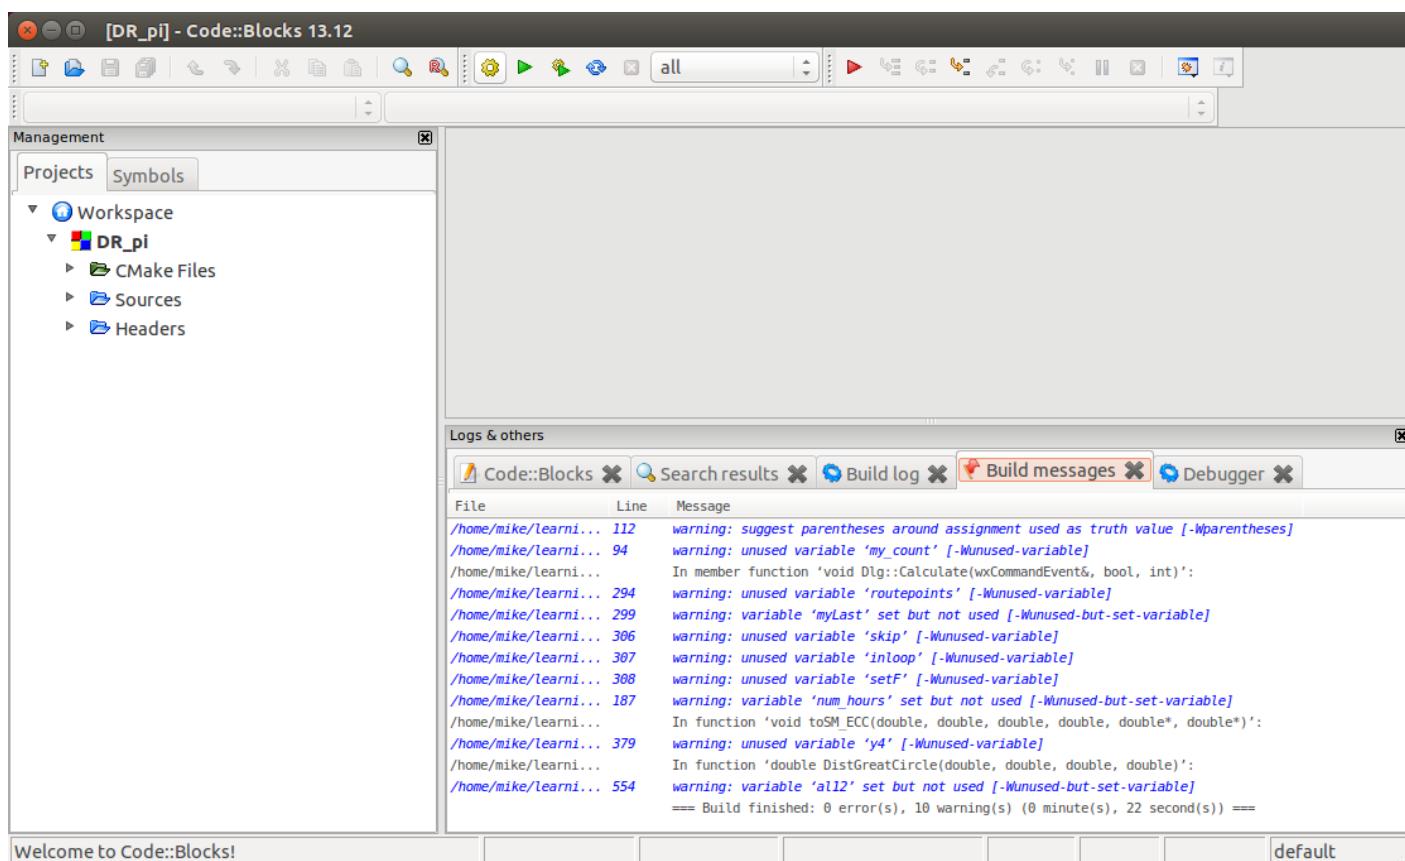 [DR_pi] - Code::Blocks 13.12
all
Management
Projects Symbols
Workspace
DR_pi
CMake Files
Sources
Headers
Logs & others
Code::Blocks Search results Build log Build messages Debugger
File Line Message
/home/mike/learni... 112 warning: suggest parentheses around assignment used as truth value [-Wparentheses]
/home/mike/learni... 94 warning: unused variable ‘my_count’ [-Wunused-variable]
/home/mike/learni... In member function ‘void Dlg::Calculate(wxCommandEvent&, bool, int)’:
/home/mike/learni... 294 warning: unused variable ‘routepoints’ [-Wunused-variable]
/home/mike/learni... 299 warning: variable ‘myLast’ set but not used [-Wunused-but-set-variable]
/home/mike/learni... 306 warning: unused variable ‘skip’ [-Wunused-variable]
/home/mike/learni... 307 warning: unused variable ‘inloop’ [-Wunused-variable]
/home/mike/learni... 308 warning: unused variable ‘setF’ [-Wunused-variable]
/home/mike/learni... 187 warning: variable ‘num_hours’ set but not used [-Wunused-but-set-variable]
/home/mike/learni... In function ‘void toSM_ECC(double, double, double, double, double*, double*)’:
/home/mike/learni... 379 warning: unused variable ‘y4’ [-Wunused-variable]
/home/mike/learni... In function ‘double DistGreatCircle(double, double, double, double)’:
/home/mike/learni... 554 warning: variable ‘al12’ set but not used [-Wunused-but-set-variable]
=== Build finished: 0 error(s), 10 warning(s) (0 minute(s), 22 second(s)) ===
Welcome to Code::Blocks! default